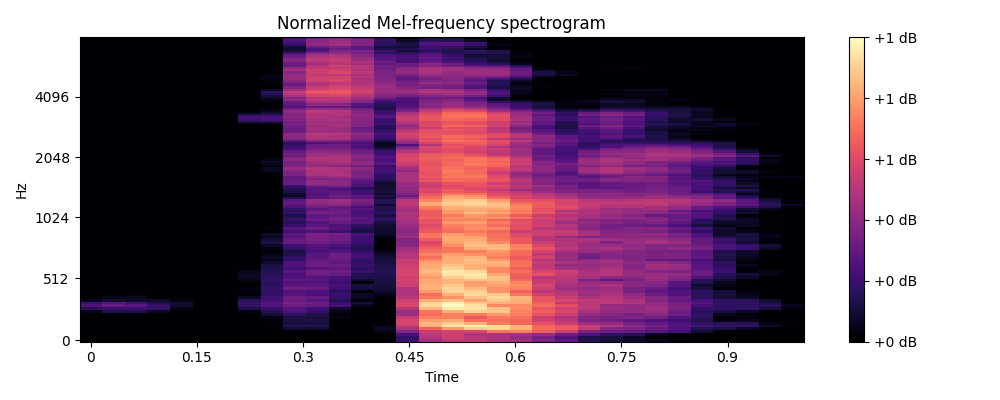 Normalized Mel-frequency spectrogram
Hz
4096
2048
1024
512
0
0
0.15
0.3
0.45
0.6
0.75
0.9
Time
+1 dB
+1 dB
+1 dB
+0 dB
+0 dB
+0 dB